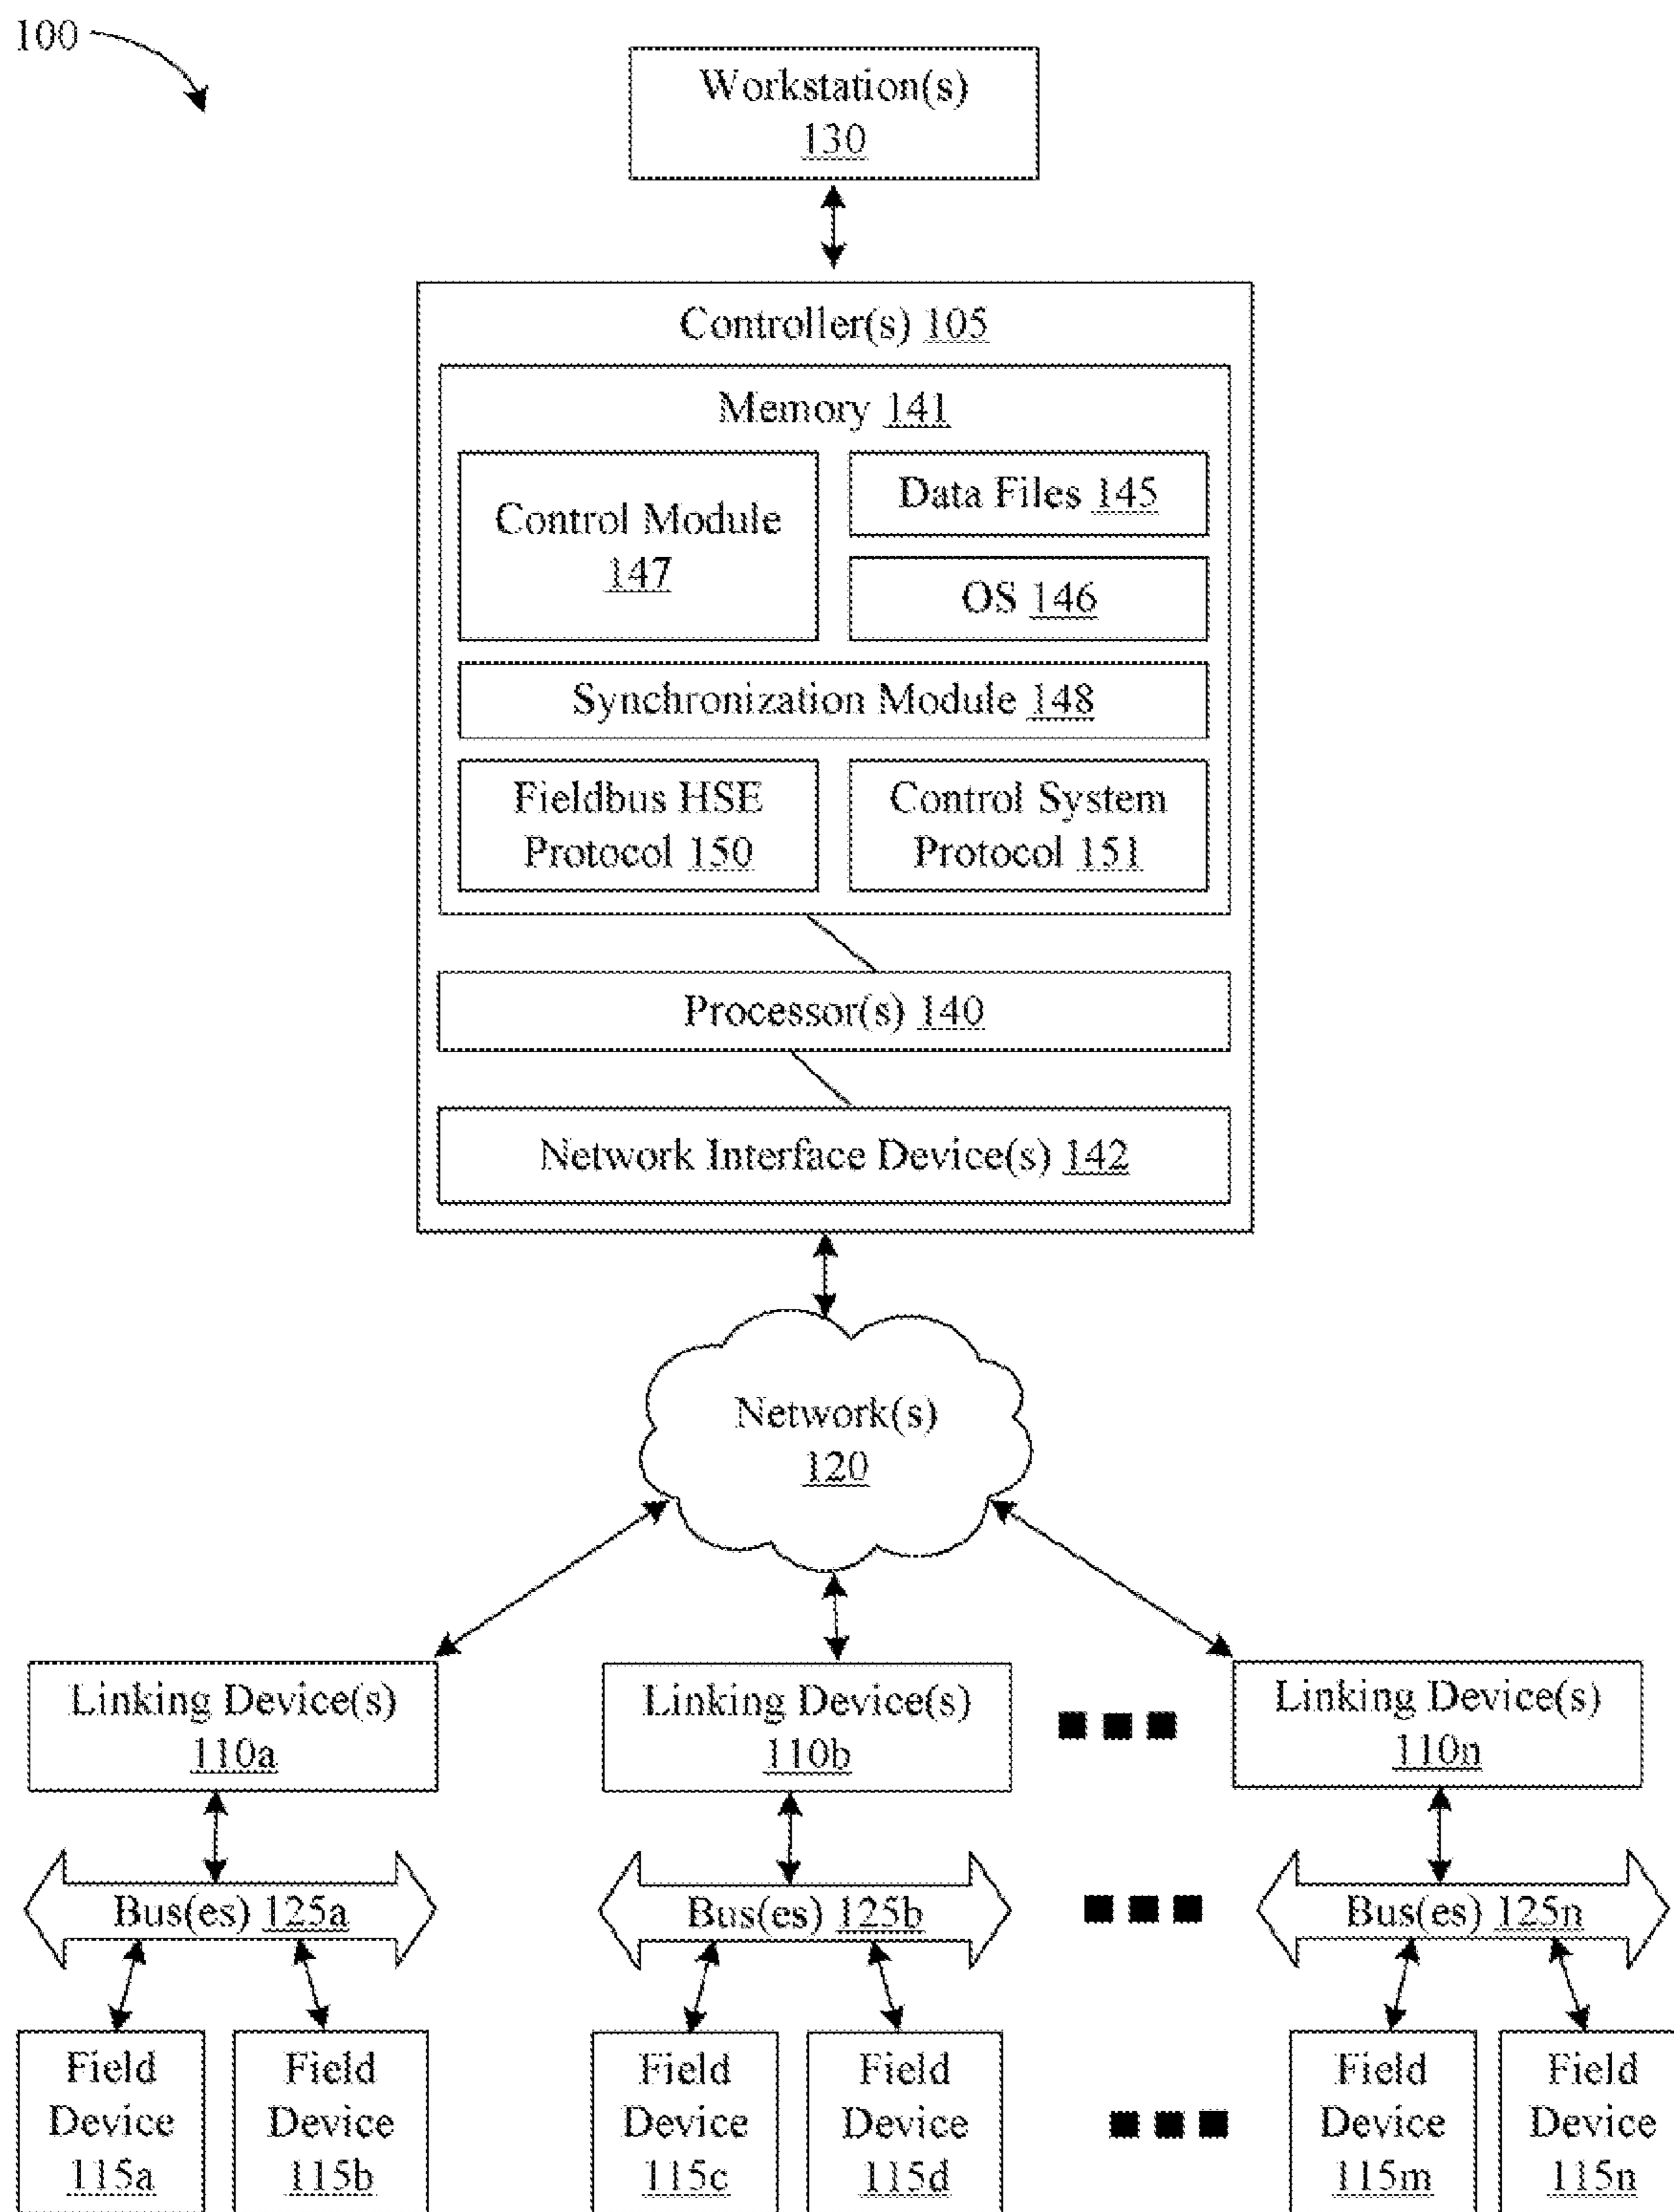 100
Workstation(s)
130
Controller(s) 105
Memory 141
Control Module
147
Data Files 145
OS 146
Synchronization Module 148
Fieldbus HSE
Protocol 150
Control System
Protocol 151
Processor(s) 140
Network Interface Device(s) 142
Network(s)
120
Linking Device(s)
110a
Linking Device(s)
110b
Linking Device(s)
110n
Bus(es) 125a
Bus(es) 125b
Bus(es) 125n
Field
Device
115a
Field
Device
115b
Field
Device
115c
Field
Device
115d
Field
Device
115m
Field
Device
115n